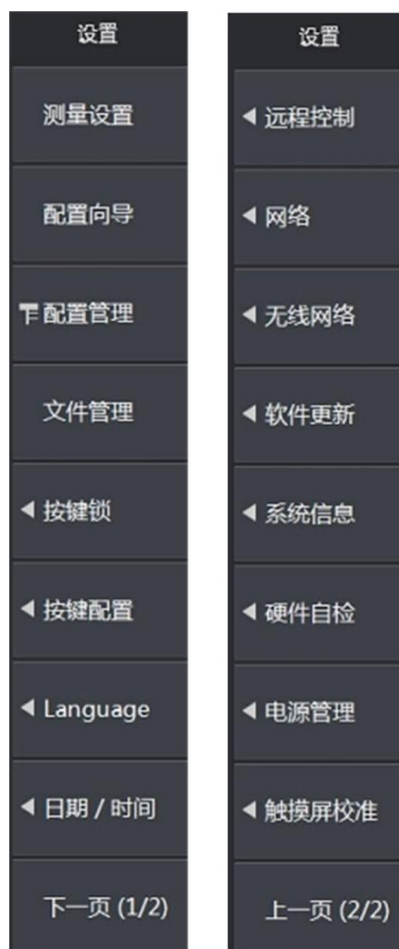 设置
测量设置
配置向导
配置管理
文件管理
按键锁
按键配置
Language
日期 / 时间
下一页 (1/2)
设置
远程控制
网络
无线网络
软件更新
系统信息
硬件自检
电源管理
触摸屏校准
上一页 (2/2)